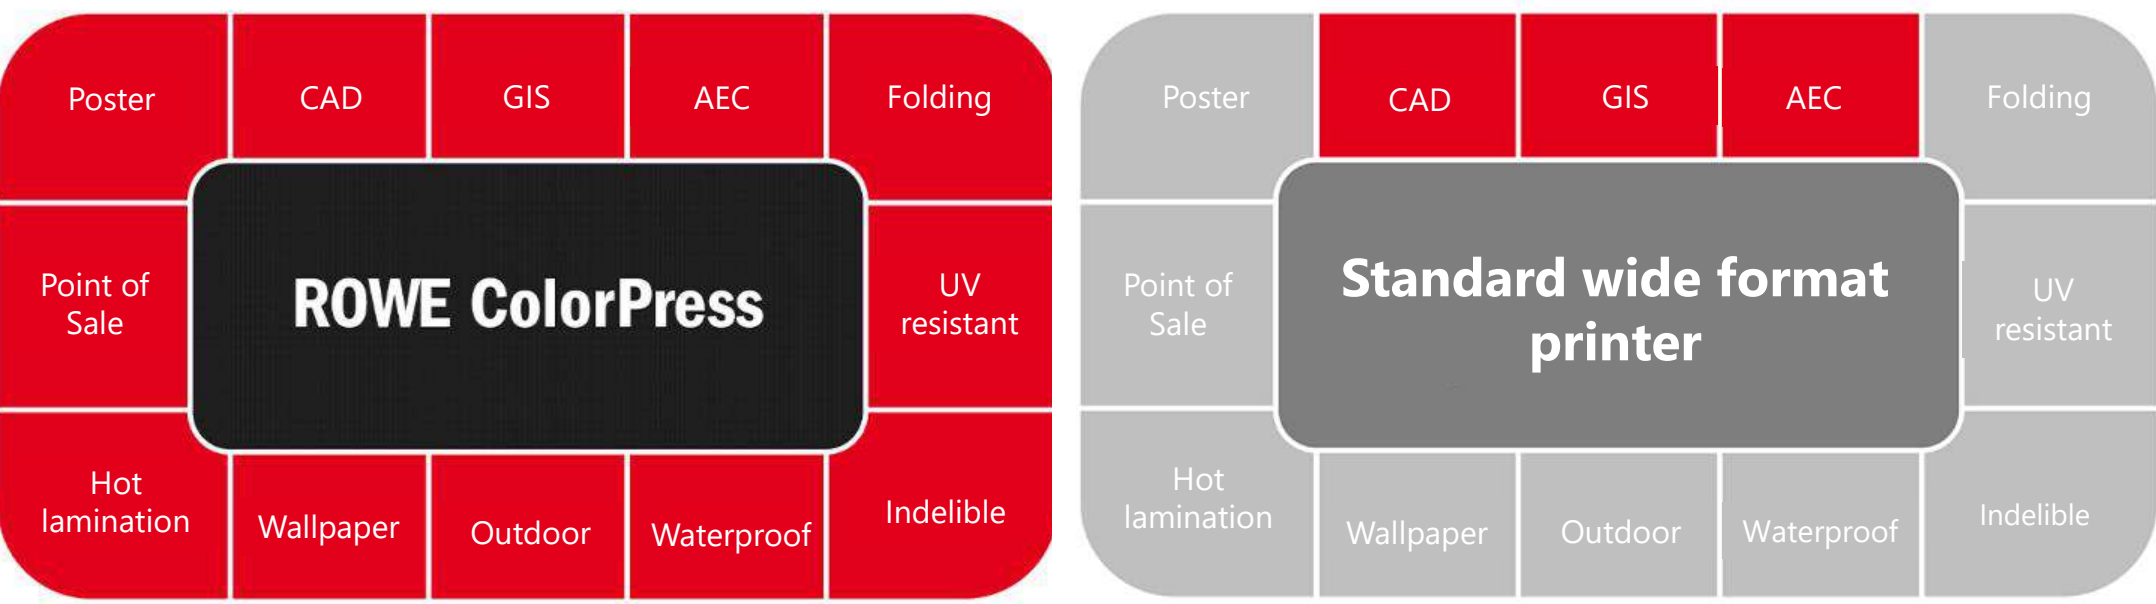 Poster
CAD
GIS
AEC
Folding
Point of
Sale
ROWE ColorPress
UV
resistant
Hot
lamination
Wallpaper
Outdoor
Waterproof
Indelible
Poster
CAD
GIS
AEC
Folding
Point of
Sale
Standard wide format
printer
UV
resistant
Hot
lamination
Wallpaper
Outdoor
Waterproof
Indelible